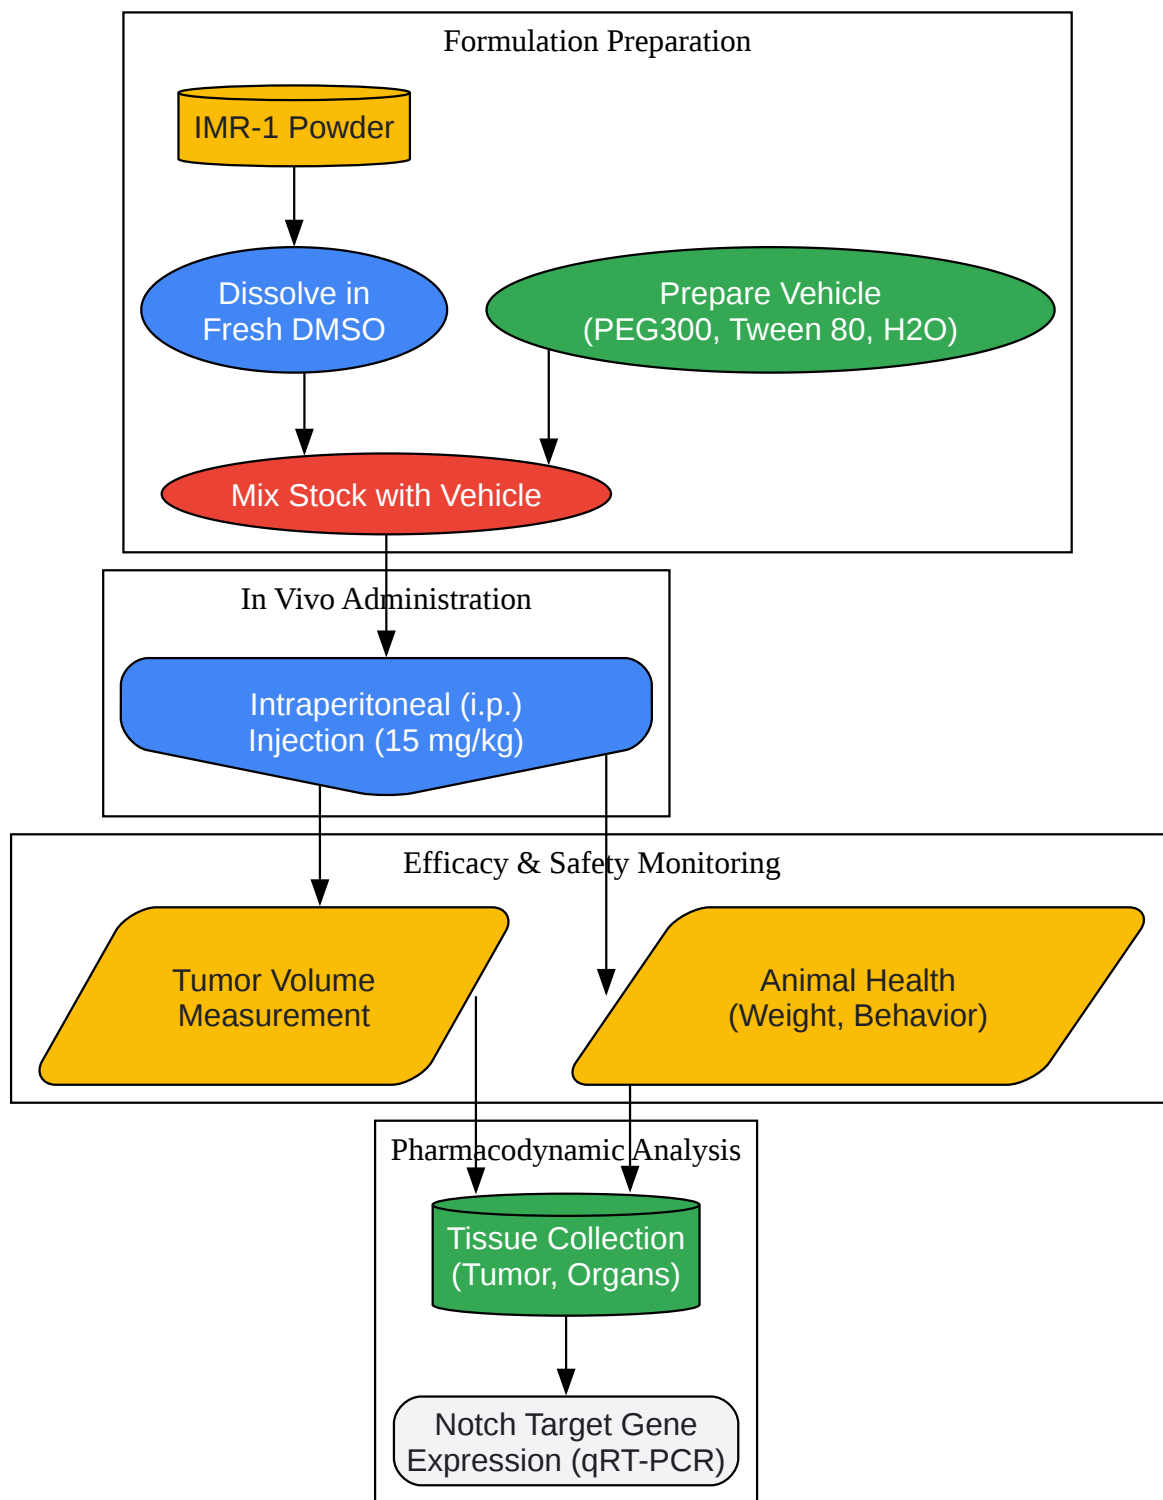 Formulation Preparation
IMR-1 Powder
Dissolve in
Fresh DMSO
Prepare Vehicle
(PEG300, Tween 80, H2O)
Mix Stock with Vehicle
In Vivo Administration
Intraperitoneal (i.p.)
Injection (15 mg/kg)
Efficacy & Safety Monitoring
Tumor Volume
Measurement
Animal Health
(Weight, Behavior)
Pharmacodynamic Analysis
Tissue Collection
(Tumor, Organs)
Notch Target Gene
Expression (qRT-PCR)